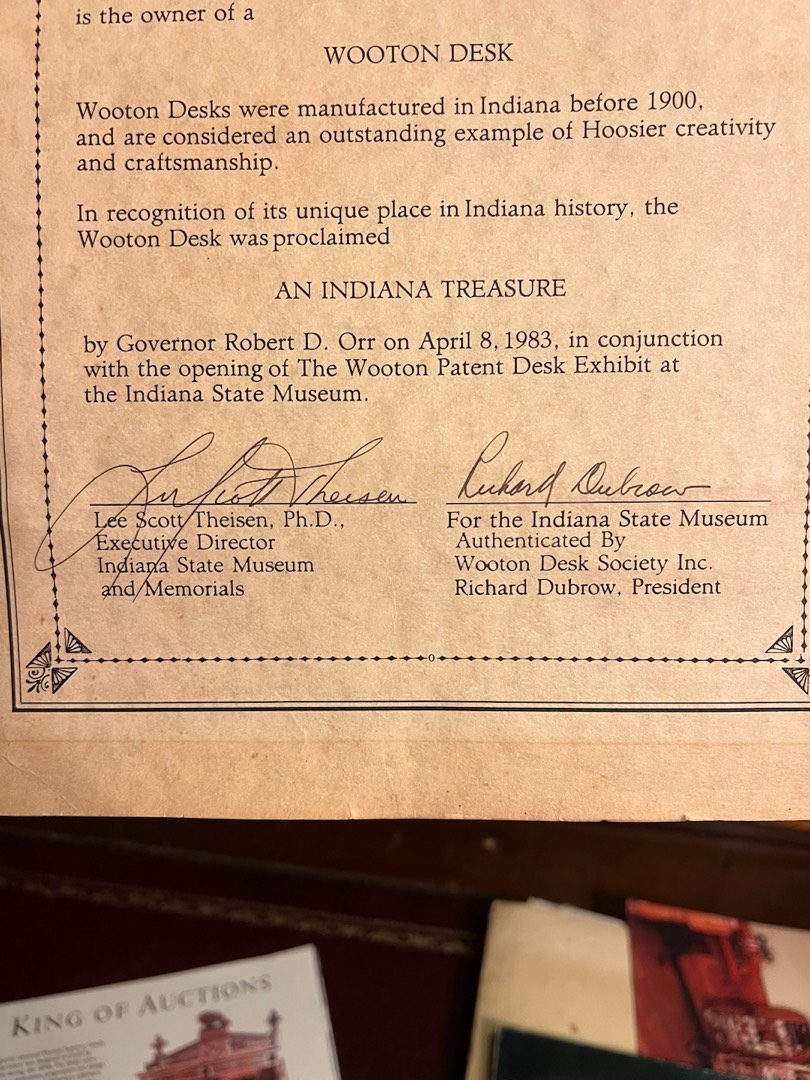 is the owner of a
WOOTON DESK
Wooton Desks were manufactured in Indiana before 1900,
and are considered an outstanding example of Hoosier creativity
and craftsmanship.
In recognition of its unique place in Indiana history, the
Wooton Desk was proclaimed
AN INDIANA TREASURE
by Governor Robert D. Orr on April 8, 1983, in conjunction
with the opening of The Wooton Patent Desk Exhibit at
the Indiana State Museum.
Lee Scott Theisen
Lee Scott Theisen, Ph.D.,
Executive Director
Indiana State Museum
and Memorials
Richard Dubrow
For the Indiana State Museum
Authenticated By
Wooton Desk Society Inc.
Richard Dubrow, President
KING OF AUCTIONS